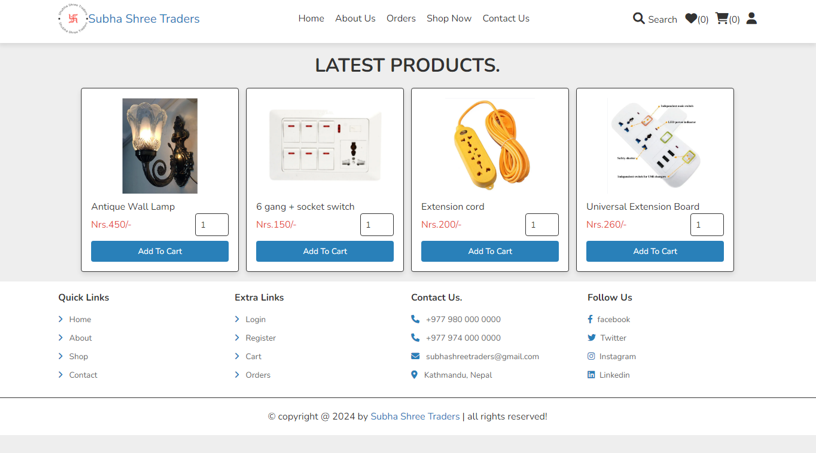 Subha Shree Traders
Home About Us Orders Shop Now Contact Us
Search (0) (0)
LATEST PRODUCTS.
Antique Wall Lamp
Nrs.450/- 1
Add To Cart
6 gang + socket switch
Nrs.150/- 1
Add To Cart
Extension cord
Nrs.200/- 1
Add To Cart
Universal Extension Board
Nrs.260/- 1
Add To Cart
Quick Links
Home
About
Shop
Contact
Extra Links
Login
Register
Cart
Orders
Contact Us.
+977 980 000 0000
+977 974 000 0000
subhashreetraders@gmail.com
Kathmandu, Nepal
Follow Us
facebook
Twitter
Instagram
Linkedin
© copyright @ 2024 by Subha Shree Traders | all rights reserved!